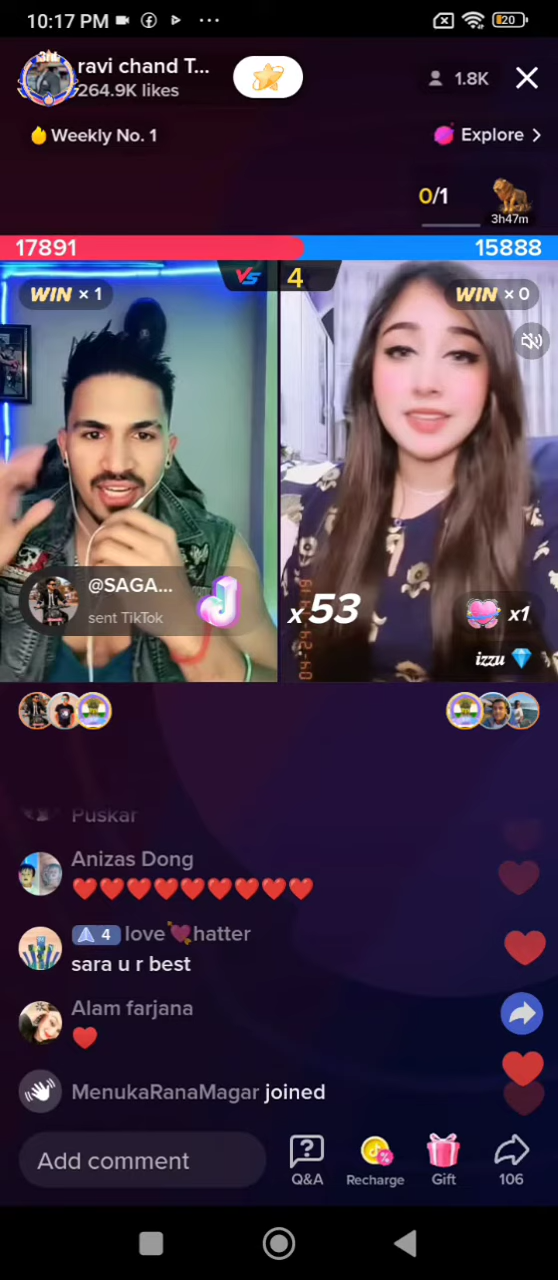 10:17 PM
20
3rd
ravi chand T...
264.9K likes
1.8K
Weekly No. 1
Explore
0/1
3h47m
17891
15888
VS
4
WIN × 1
WIN × 0
@SAGA...
sent TikTok
x53
x1
izzu 💎
Puskar
Anizas Dong
❤️❤️❤️❤️❤️❤️❤️❤️❤️
4 love💘hatter
sara u r best
Alam farjana
❤️
MenukaRanaMagar joined
Add comment
Q&A
Recharge
Gift
106